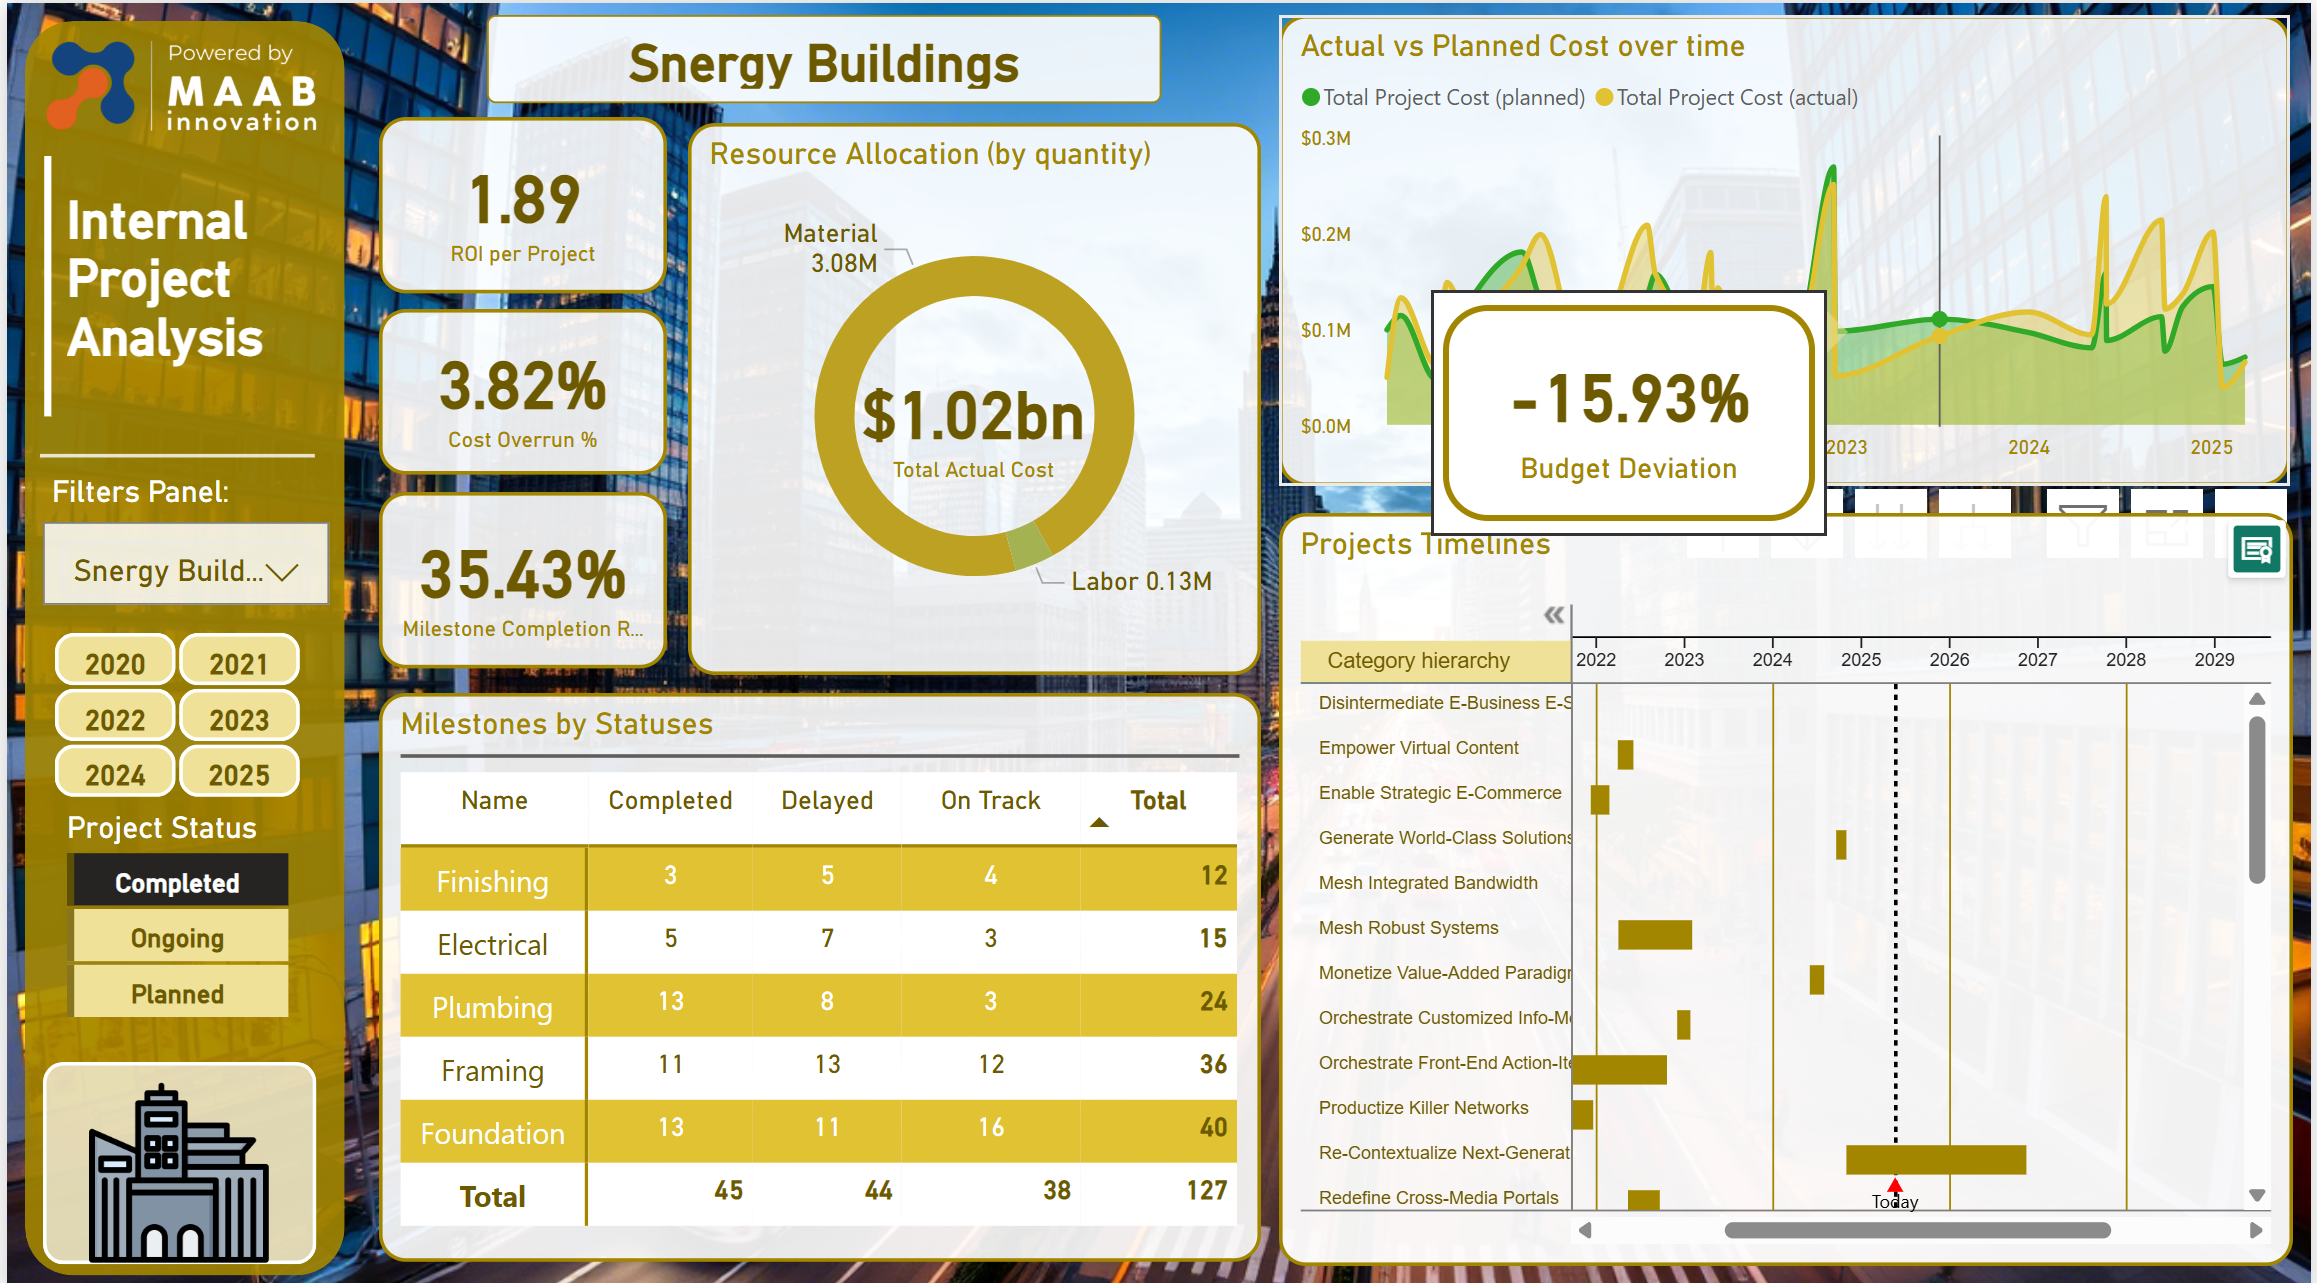 Powered by
MAAB
innovation
Internal
Project
Analysis
Filters Panel:
Snergy Build...
2020 2021
2022 2023
2024 2025
Project Status
Completed
Ongoing
Planned
Snergy Buildings
1.89
ROI per Project
3.82%
Cost Overrun %
35.43%
Milestone Completion R...
Resource Allocation (by quantity)
Material
3.08M
$1.02bn
Total Actual Cost
Labor 0.13M
Milestones by Statuses
Name Completed Delayed On Track Total
Finishing 3 5 4 12
Electrical 5 7 3 15
Plumbing 13 8 3 24
Framing 11 13 12 36
Foundation 13 11 16 40
Total 45 44 38 127
Actual vs Planned Cost over time
Total Project Cost (planned) Total Project Cost (actual)
$0.3M
$0.2M
$0.1M
$0.0M
2023 2024 2025
-15.93%
Budget Deviation
Projects Timelines
Category hierarchy 2022 2023 2024 2025 2026 2027 2028 2029
Disintermediate E-Business E-S
Empower Virtual Content
Enable Strategic E-Commerce
Generate World-Class Solutions
Mesh Integrated Bandwidth
Mesh Robust Systems
Monetize Value-Added Paradigr
Orchestrate Customized Info-Me
Orchestrate Front-End Action-Ite
Productize Killer Networks
Re-Contextualize Next-Generat
Redefine Cross-Media Portals
Today